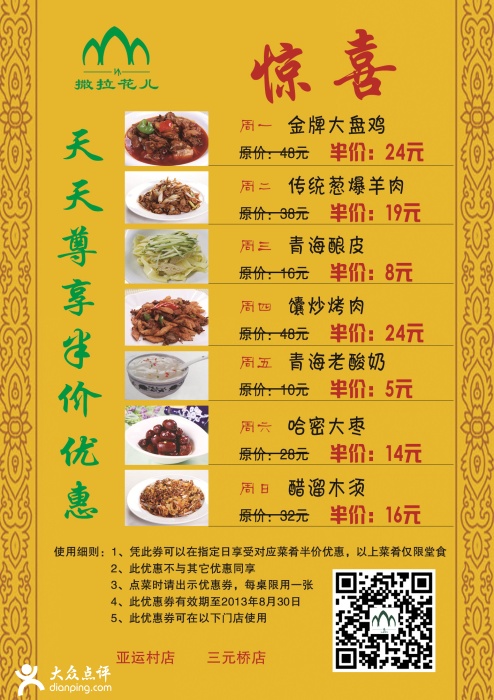 撒拉花儿
惊喜
天天尊享半价优惠
周一 金牌大盘鸡
原价：48元 半价：24元
周二 传统葱爆羊肉
原价：38元 半价：19元
周三 青海酿皮
原价：16元 半价：8元
周四 馕炒烤肉
原价：48元 半价：24元
周五 青海老酸奶
原价：10元 半价：5元
周六 哈密大枣
原价：28元 半价：14元
周日 醋溜木须
原价：32元 半价：16元
使用细则：1、凭此券可以在指定日享受对应菜肴半价优惠，以上菜肴仅限堂食
2、此优惠不与其它优惠同享
3、点菜时请出示优惠券，每桌限用一张
4、此优惠券有效期至2013年8月30日
5、此优惠券可在以下门店使用
亚运村店 三元桥店
大众点评
dianping.com